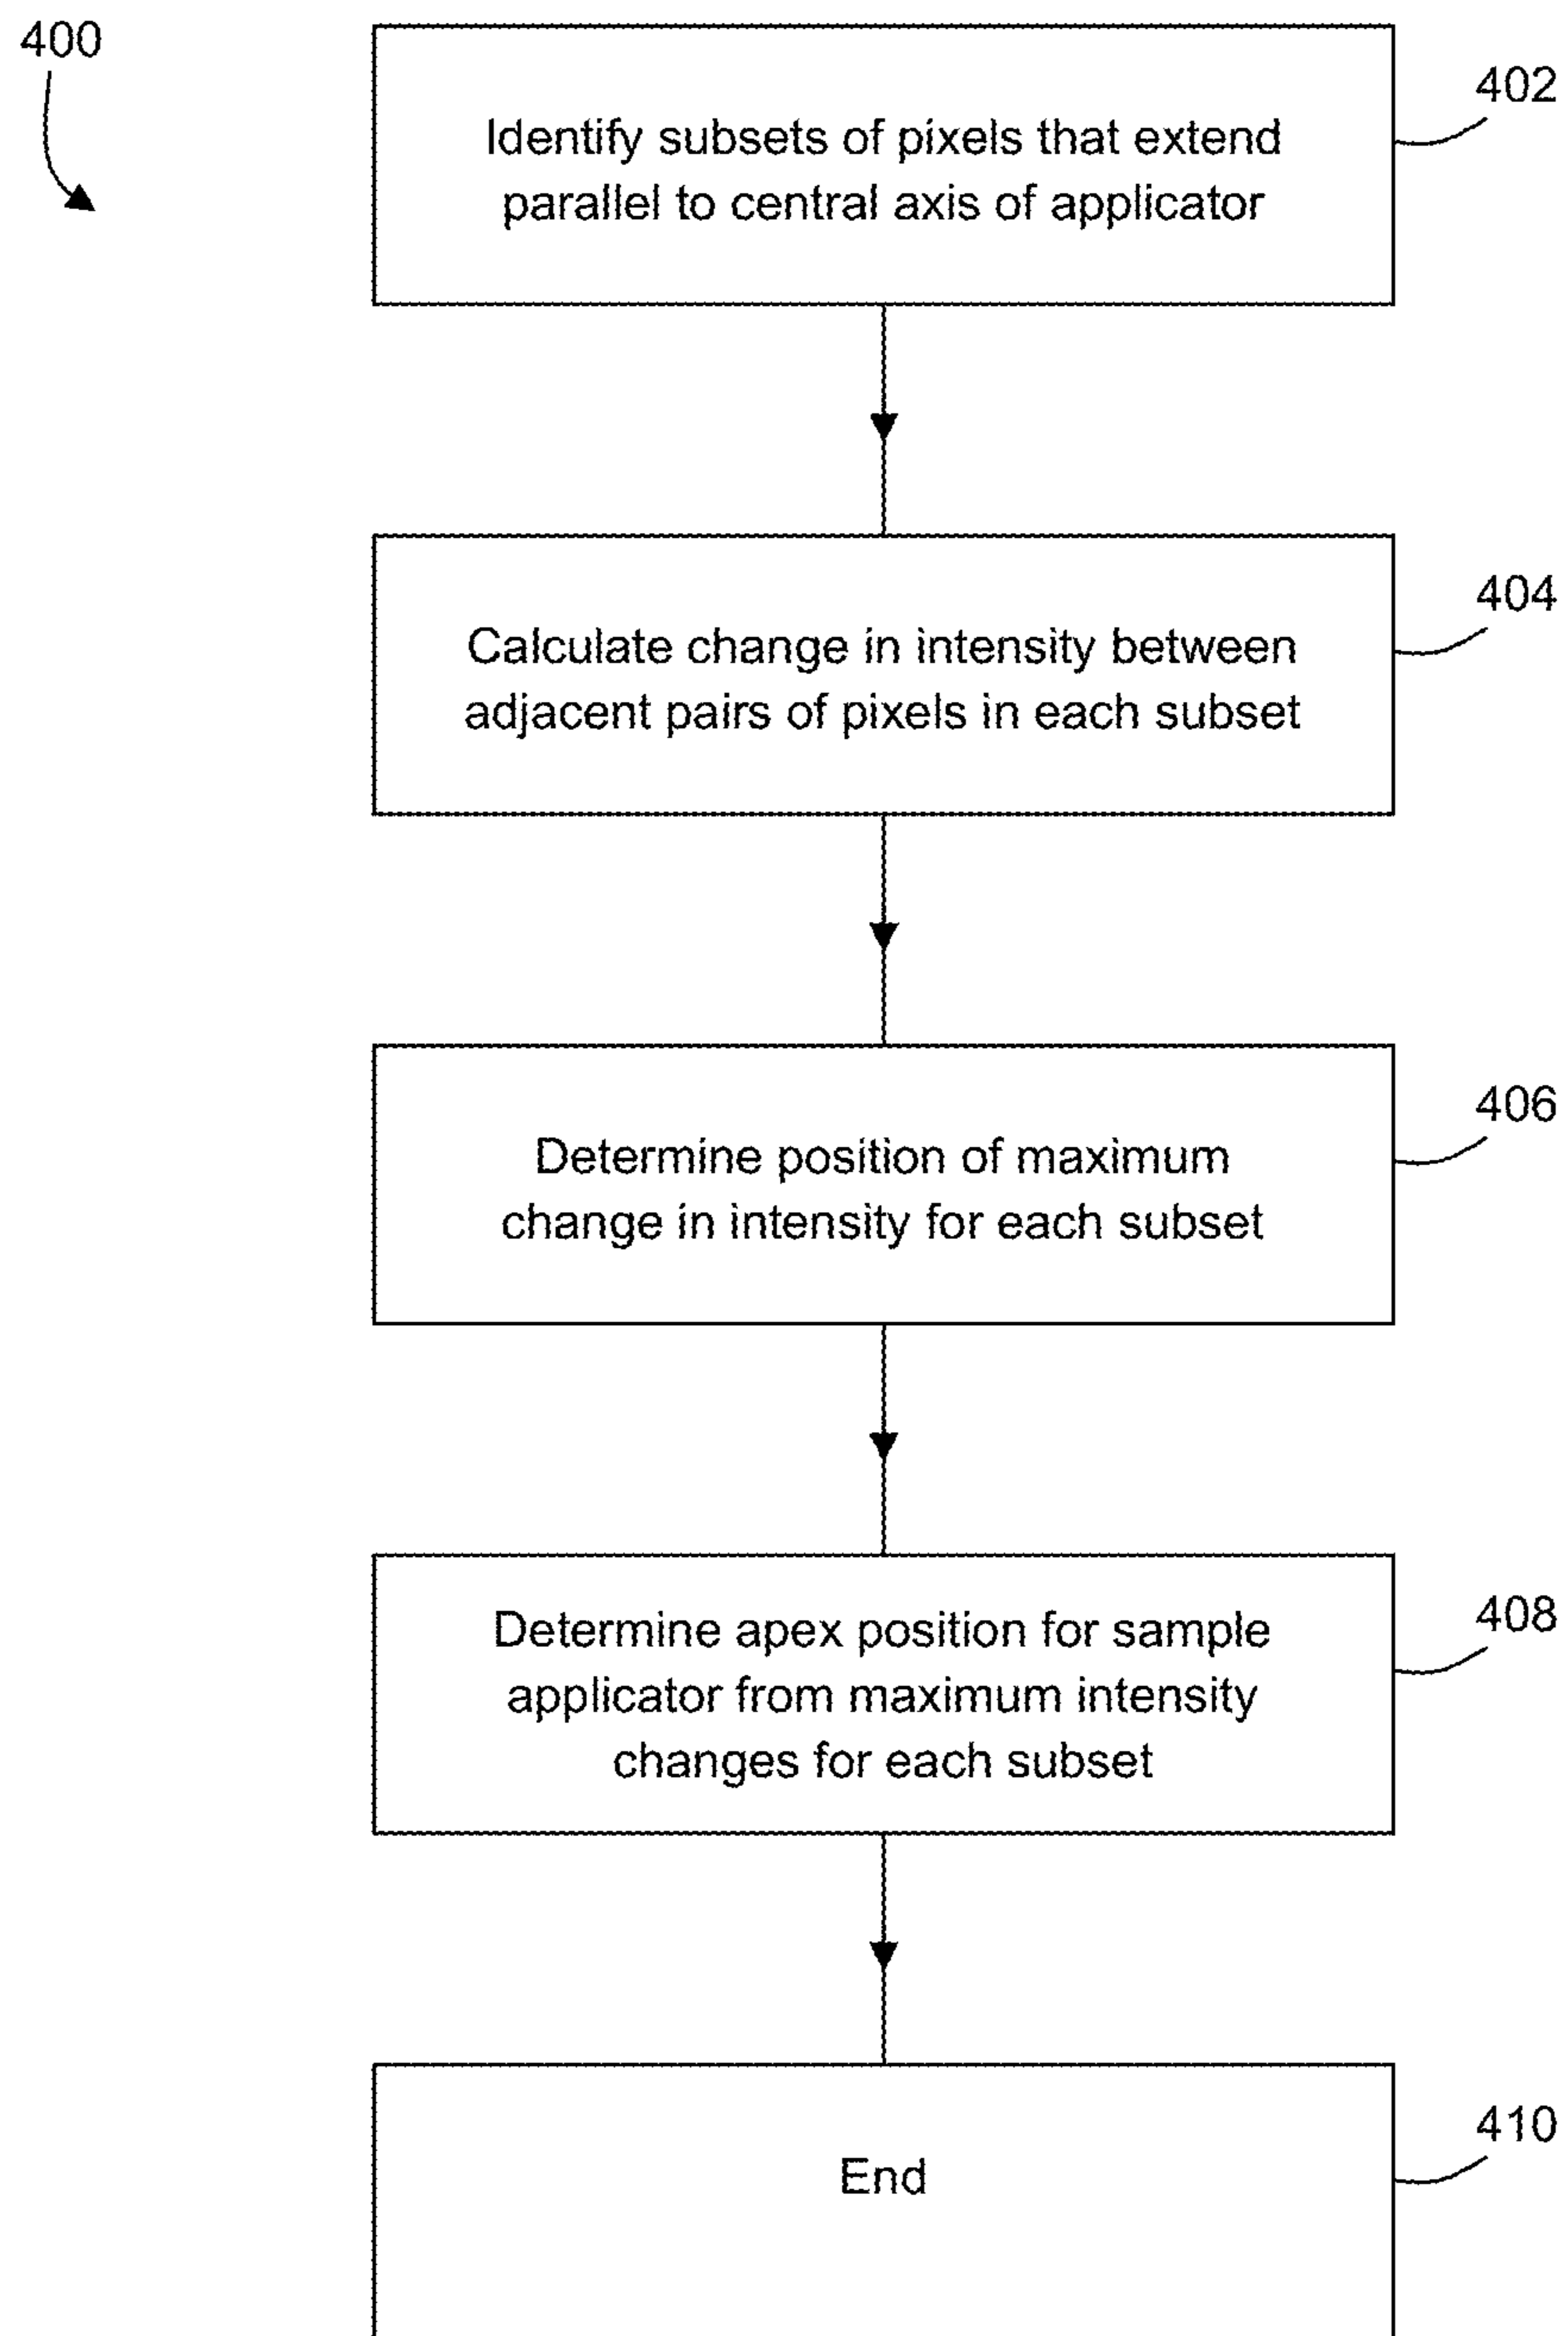 400
402
Identify subsets of pixels that extend
parallel to central axis of applicator
404
Calculate change in intensity between
adjacent pairs of pixels in each subset
406
Determine position of maximum
change in intensity for each subset
408
Determine apex position for sample
applicator from maximum intensity
changes for each subset
410
End